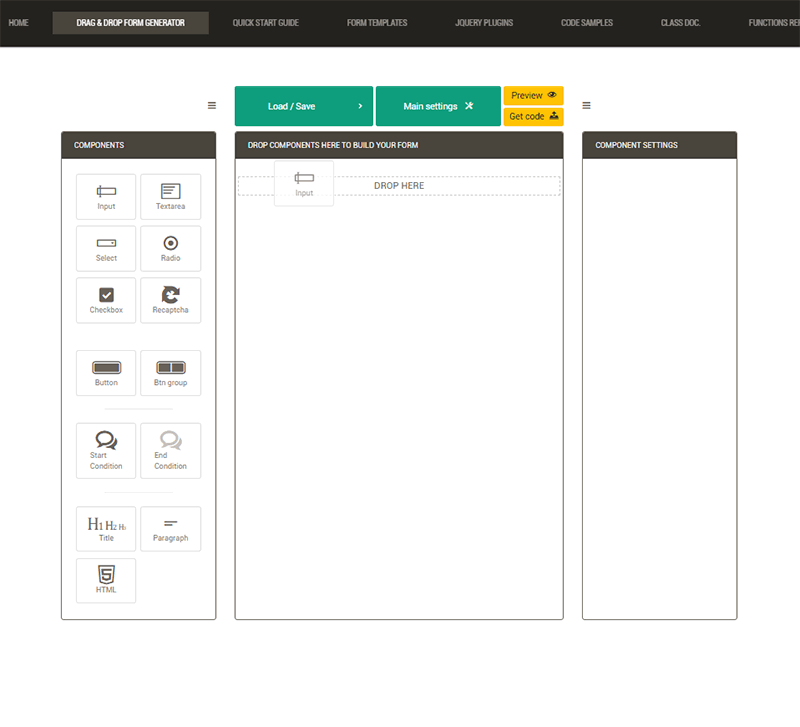 HOME DRAG & DROP FORM GENERATOR QUICK START GUIDE FORM TEMPLATES JQUERY PLUGINS CODE SAMPLES CLASS DOC. FUNCTIONS
Load / Save
Main settings
Preview
Get code
COMPONENTS
Input Textarea
Select Radio
Checkbox Recaptcha
Button Btn group
Start Condition
End Condition
H1 H2 H3
Title
Paragraph
HTML
DROP COMPONENTS HERE TO BUILD YOUR FORM
Input
DROP HERE
COMPONENT SETTINGS